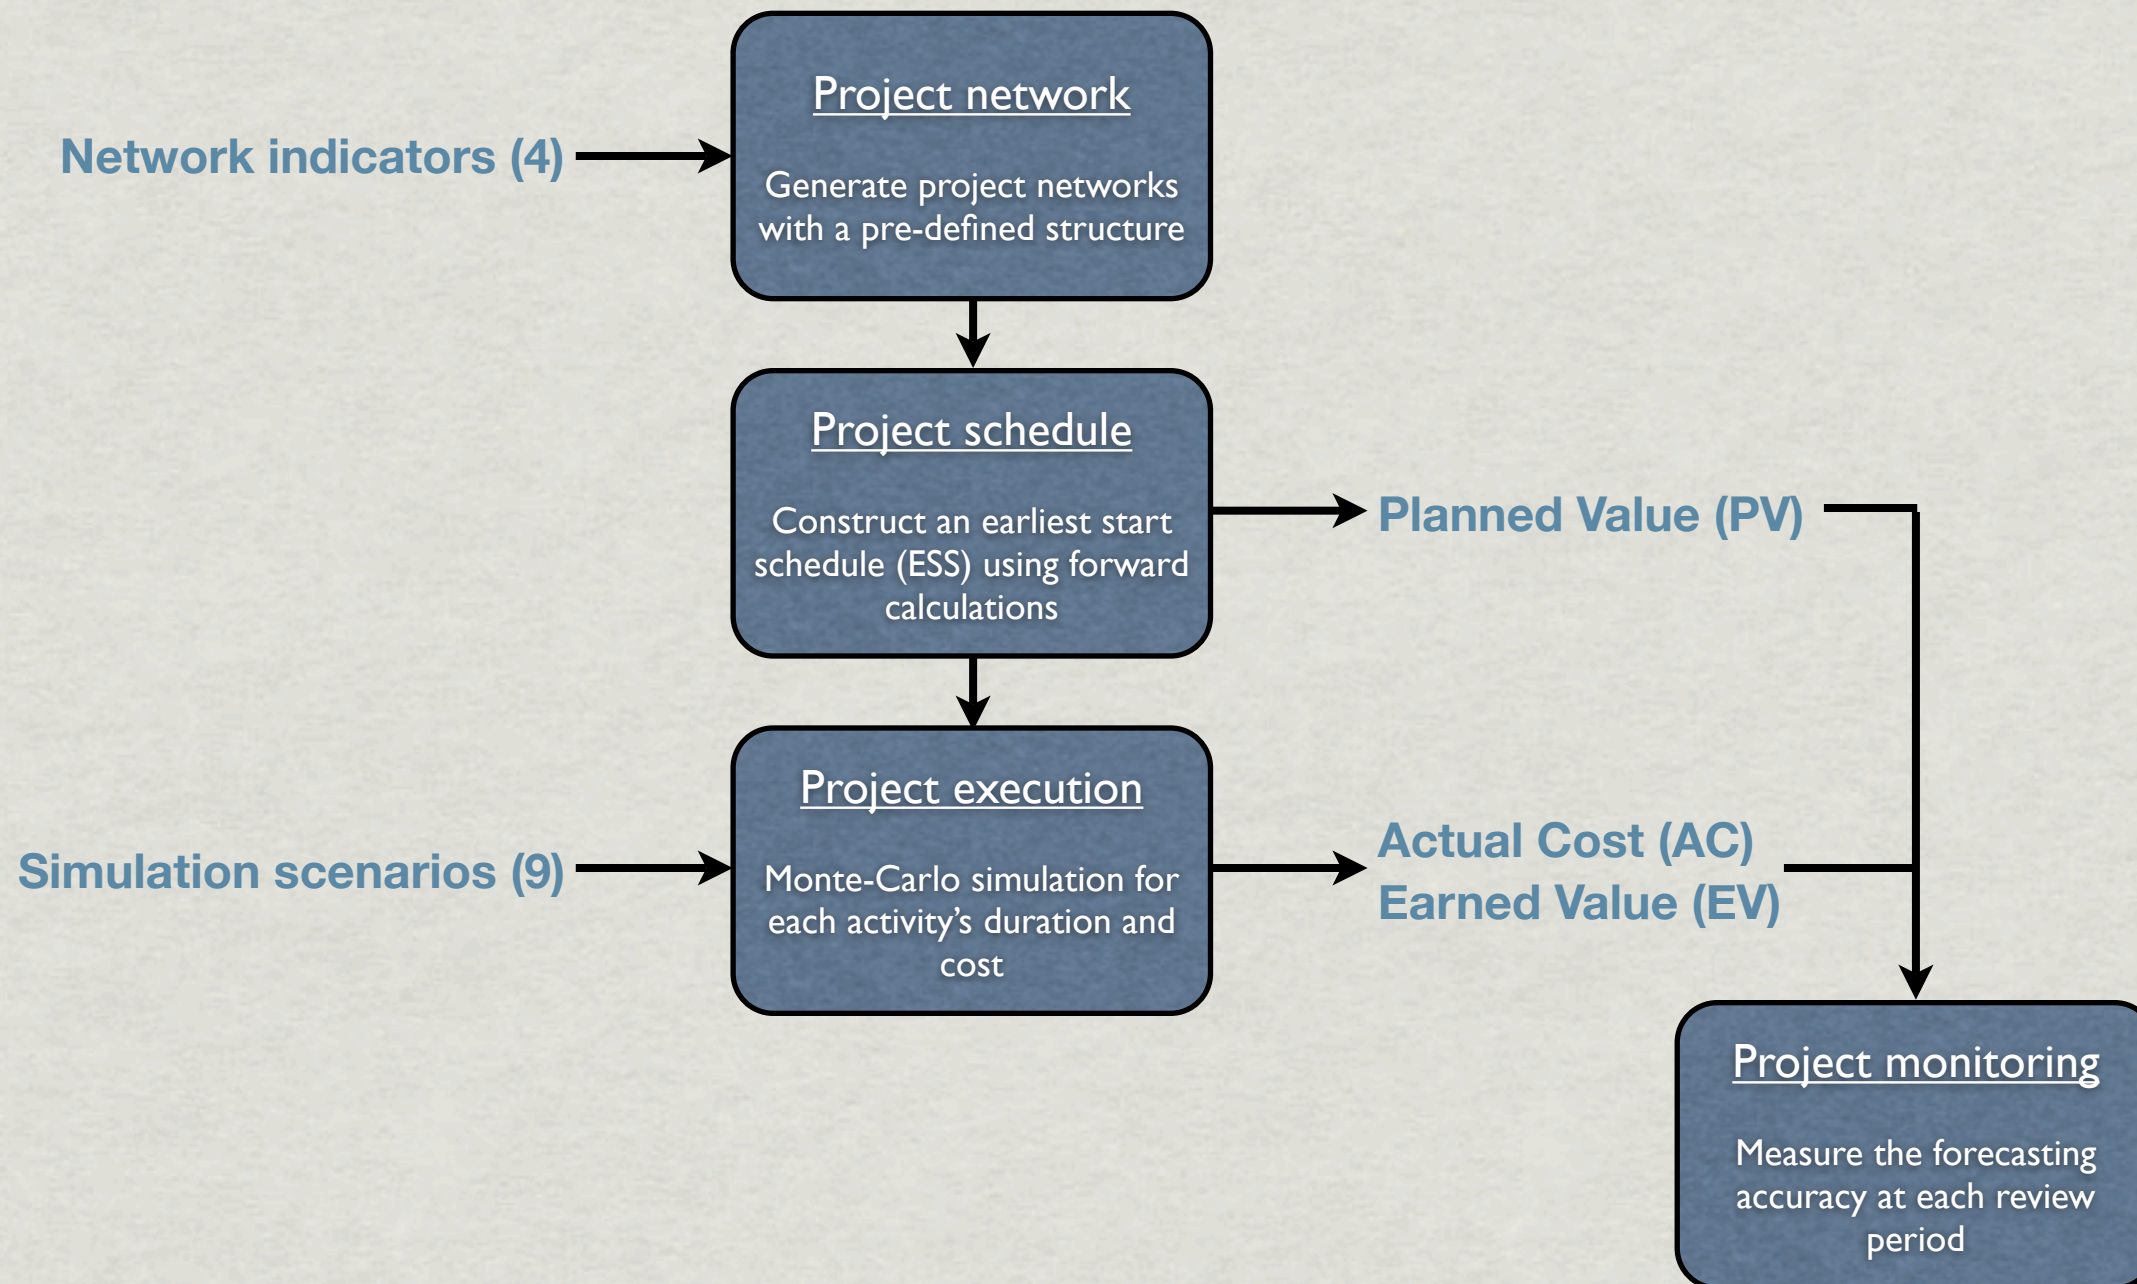 Project network
Network indicators (4)
Generate project networks
with a pre-defined structure
Project schedule
Construct an earliest start
schedule (ESS) using forward
calculations
Planned Value (PV)
Project execution
Simulation scenarios (9)
Monte-Carlo simulation for
each activity’s duration and
cost
Actual Cost (AC)
Earned Value (EV)
Project monitoring
Measure the forecasting
accuracy at each review
period